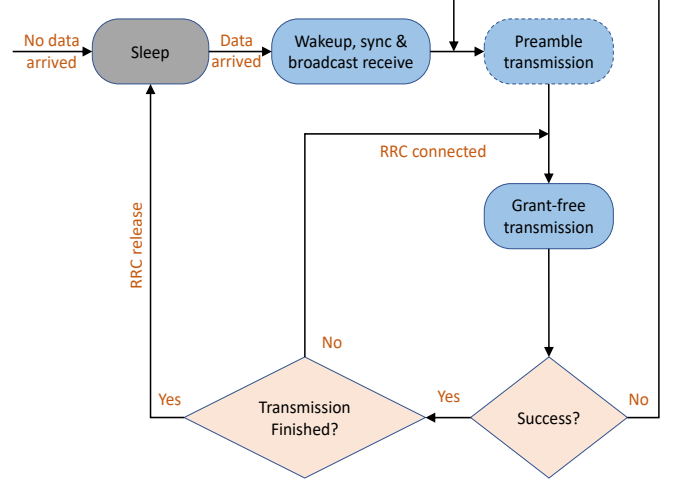 No data
arrived
Sleep
Data
arrived
Wakeup, sync &
broadcast receive
Preamble
transmission
RRC connected
Grant-free
transmission
RRC release
No
Yes
Transmission
Finished?
Yes
Success?
No